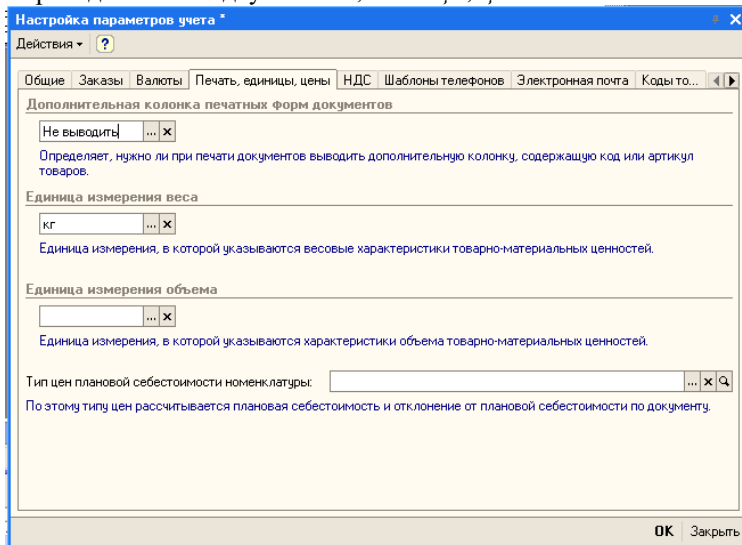 Настройка параметров учета *
Действия
Общие Заказы Валюты Печать, единицы, цены НДС Шаблоны телефонов Электронная почта Коды то...
Дополнительная колонка печатных форм документов
Не выводить ... x
Определяет, нужно ли при печати документов выводить дополнительную колонку, содержащую код или артикул
товаров.
Единица измерения веса
кг ... x
Единица измерения, в которой указываются весовые характеристики товарно-материальных ценностей.
Единица измерения объема
... x
Единица измерения, в которой указываются характеристики объема товарно-материальных ценностей.
Тип цен плановой себестоимости номенклатуры: ... x
По этому типу цен рассчитывается плановая себестоимость и отклонение от плановой себестоимости по документу.
OK Закрыть